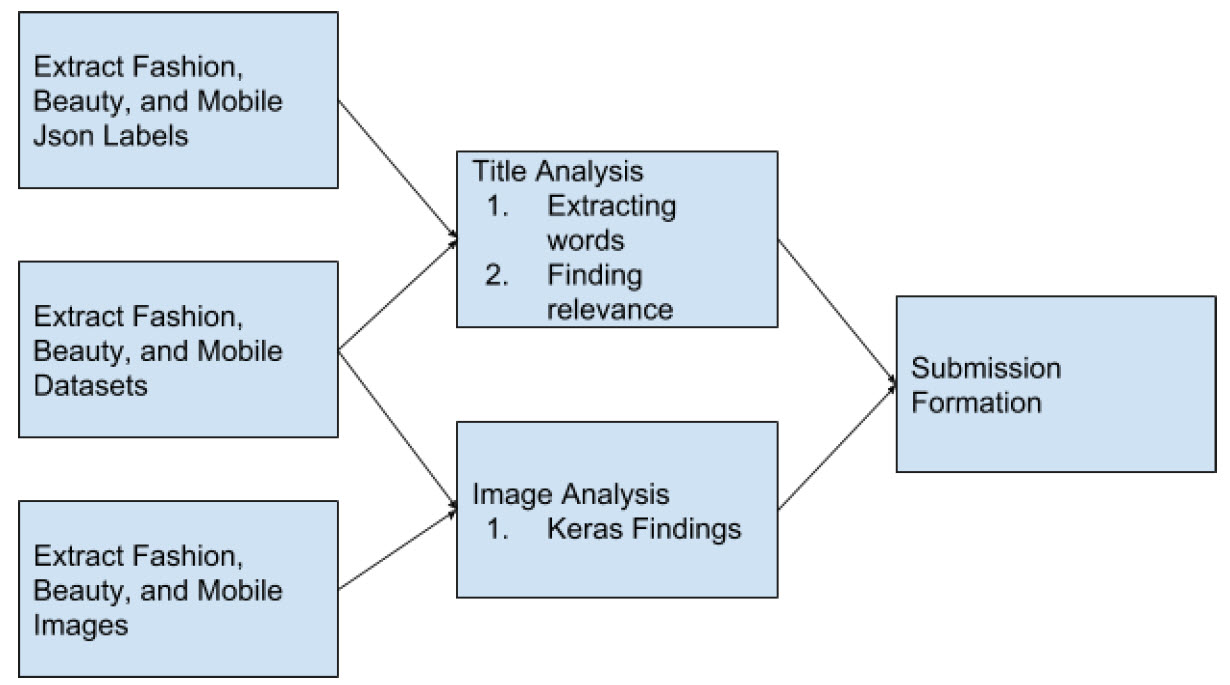 Extract Fashion,
Beauty, and Mobile
Json Labels
Extract Fashion,
Beauty, and Mobile
Datasets
Extract Fashion,
Beauty, and Mobile
Images
Title Analysis
1. Extracting
words
2. Finding
relevance
Image Analysis
1. Keras Findings
Submission
Formation